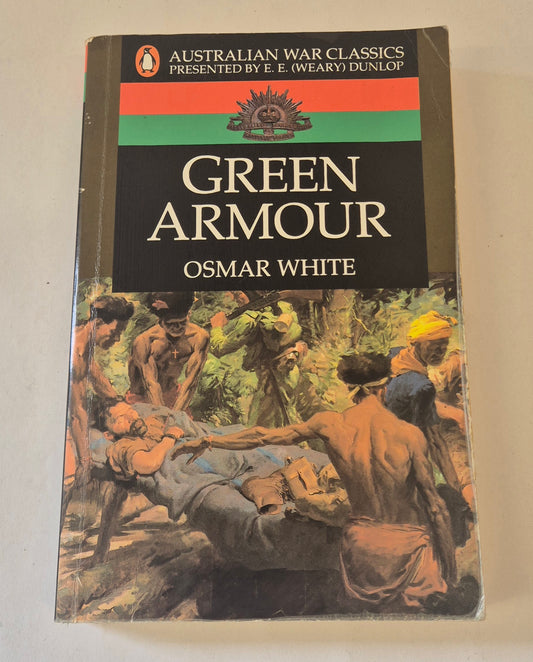 AUSTRALIAN WAR CLASSICS
PRESENTED BY E. E. (WEARY) DUNLOP
GREEN
ARMOUR
OSMAR WHITE